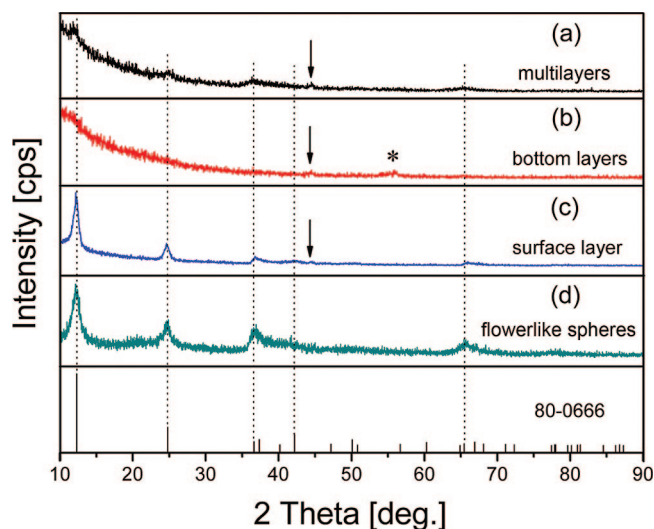 (a)
multilayers
(b)
*
bottom layers
(c)
surface layer
(d)
flowerlike spheres
80-0666
10 20 30 40 50 60 70 80 90
2 Theta [deg.]
Intensity [cps]